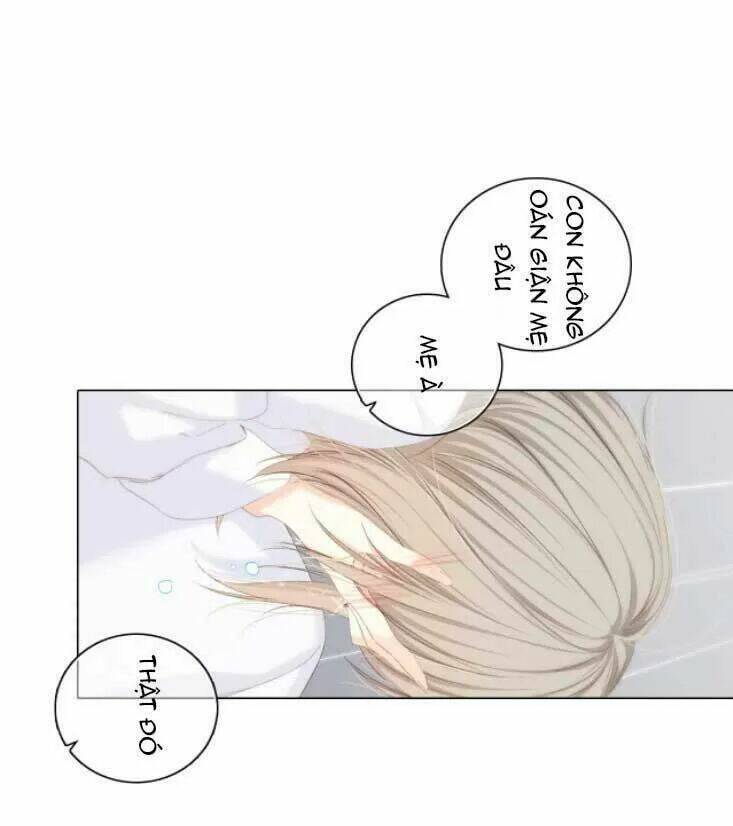 CON KHÔNG
OÁN GIẬN MẸ
ĐÂU
MẸ À
THẬT ĐÓ